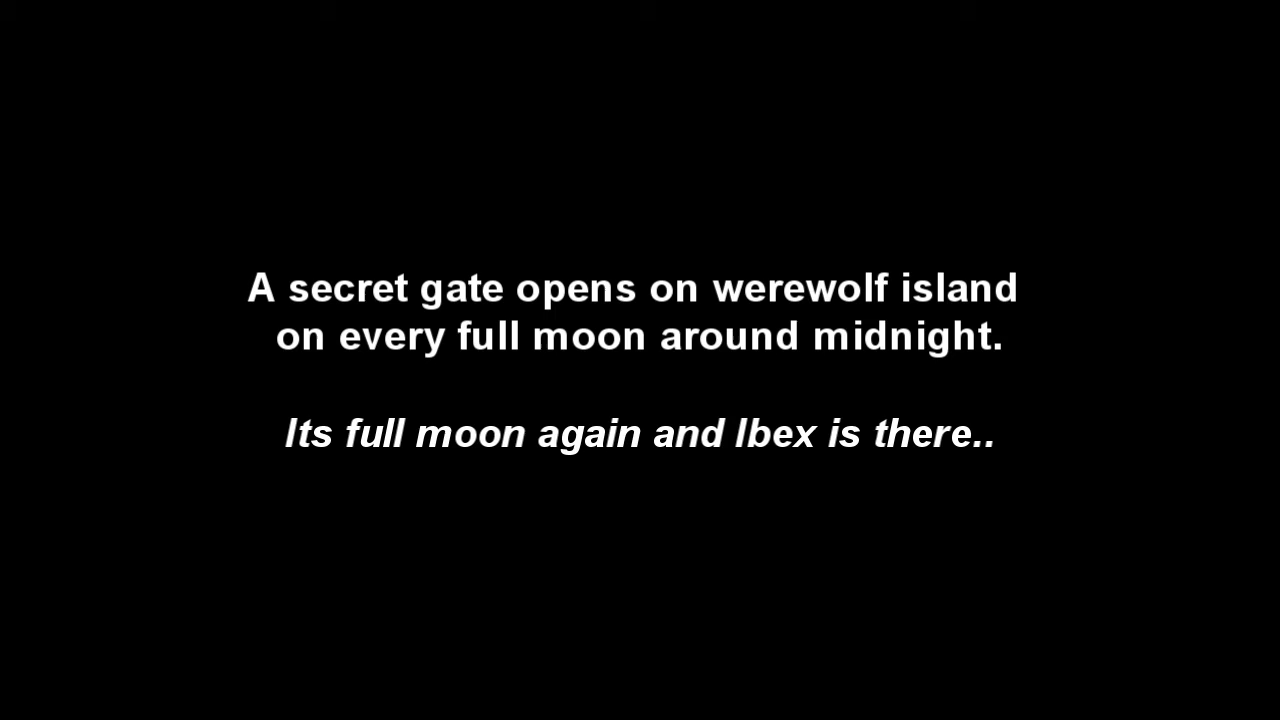 A secret gate opens on werewolf island
on every full moon around midnight.
Its full moon again and Ibex is there..